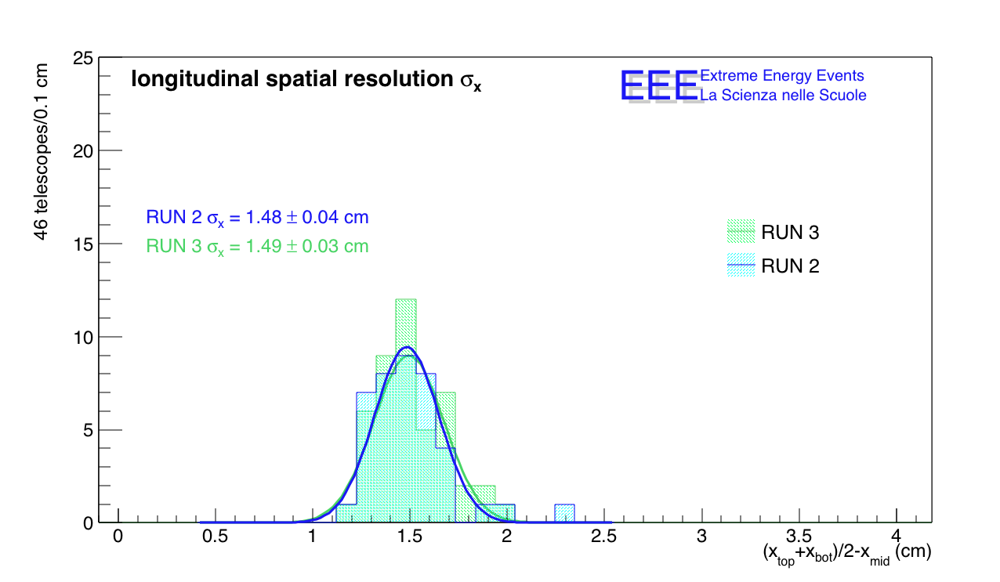 25
longitudinal spatial resolution σx
EEE
Extreme Energy Events
La Scienza nelle Scuole
46 telescopes/0.1 cm
20
RUN 2 σx = 1.48 ± 0.04 cm
RUN 3 σx = 1.49 ± 0.03 cm
15
RUN 3
RUN 2
10
5
0
0 0.5 1 1.5 2 2.5 3 3.5 4
(xtop+xbot)/2-xmid (cm)